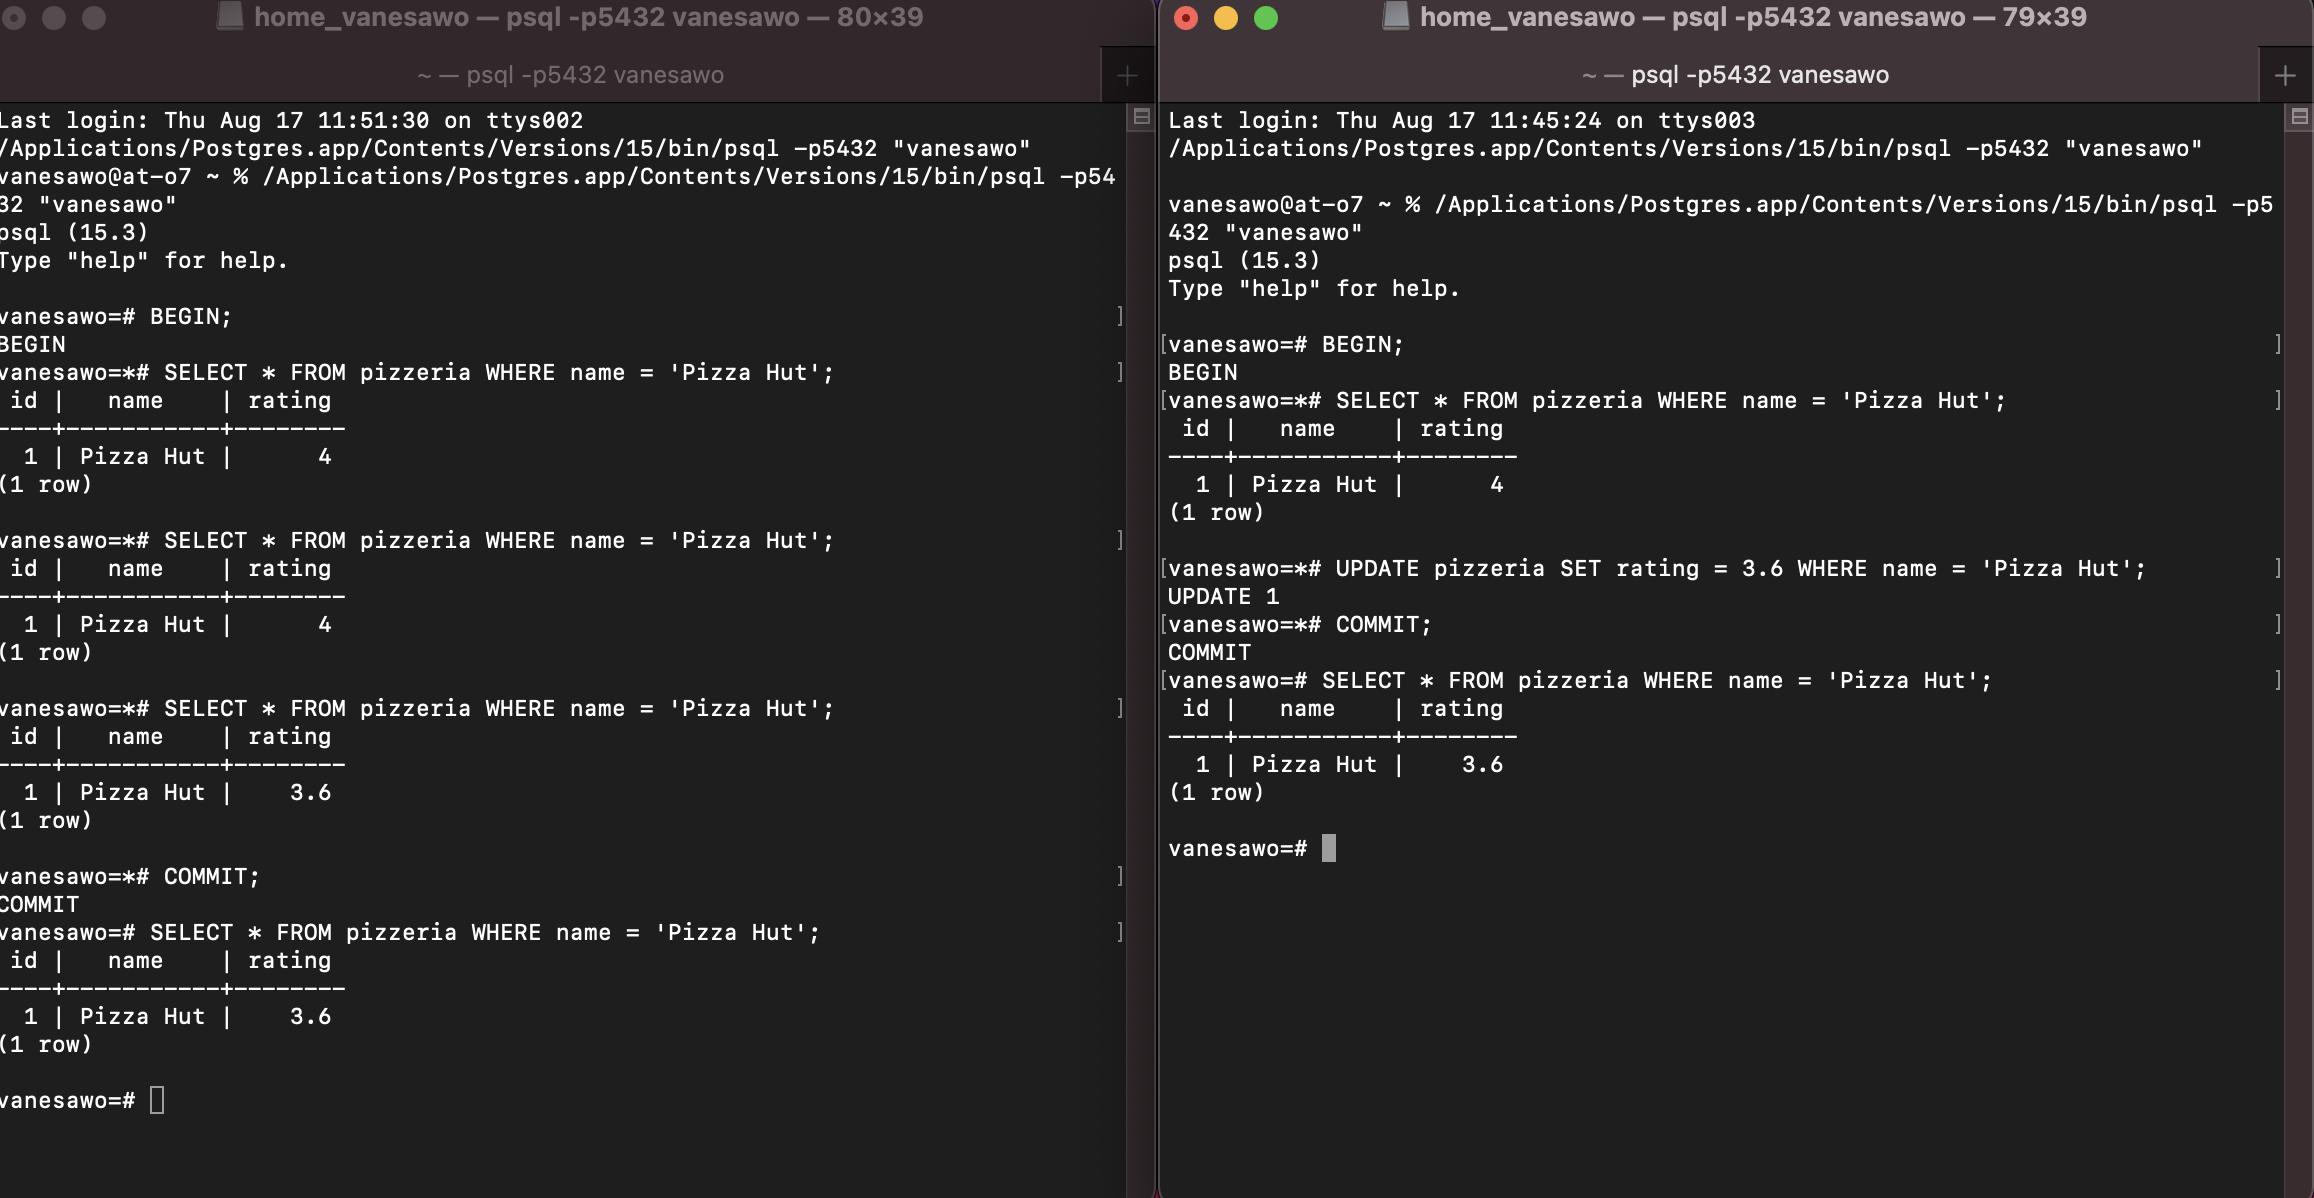 home_vanesawo — psql -p5432 vanesawo — 80×39
~ — psql -p5432 vanesawo
Last login: Thu Aug 17 11:51:30 on ttys002
/Applications/Postgres.app/Contents/Versions/15/bin/psql -p5432 "vanesawo"
vanesawo@at-o7 ~ % /Applications/Postgres.app/Contents/Versions/15/bin/psql -p54
32 "vanesawo"
psql (15.3)
Type "help" for help.
vanesawo=# BEGIN;
BEGIN
vanesawo=*# SELECT * FROM pizzeria WHERE name = 'Pizza Hut';
id | name | rating
----+-----------+--------
1 | Pizza Hut | 4
(1 row)
vanesawo=*# SELECT * FROM pizzeria WHERE name = 'Pizza Hut';
id | name | rating
----+-----------+--------
1 | Pizza Hut | 4
(1 row)
vanesawo=*# SELECT * FROM pizzeria WHERE name = 'Pizza Hut';
id | name | rating
----+-----------+--------
1 | Pizza Hut | 3.6
(1 row)
vanesawo=*# COMMIT;
COMMIT
vanesawo=# SELECT * FROM pizzeria WHERE name = 'Pizza Hut';
id | name | rating
----+-----------+--------
1 | Pizza Hut | 3.6
(1 row)
vanesawo=#
home_vanesawo — psql -p5432 vanesawo — 79×39
~ — psql -p5432 vanesawo
Last login: Thu Aug 17 11:45:24 on ttys003
/Applications/Postgres.app/Contents/Versions/15/bin/psql -p5432 "vanesawo"
vanesawo@at-o7 ~ % /Applications/Postgres.app/Contents/Versions/15/bin/psql -p5
432 "vanesawo"
psql (15.3)
Type "help" for help.
[vanesawo=# BEGIN;
BEGIN
[vanesawo=*# SELECT * FROM pizzeria WHERE name = 'Pizza Hut';
id | name | rating
----+-----------+--------
1 | Pizza Hut | 4
(1 row)
[vanesawo=*# UPDATE pizzeria SET rating = 3.6 WHERE name = 'Pizza Hut';
UPDATE 1
[vanesawo=*# COMMIT;
COMMIT
[vanesawo=# SELECT * FROM pizzeria WHERE name = 'Pizza Hut';
id | name | rating
----+-----------+--------
1 | Pizza Hut | 3.6
(1 row)
vanesawo=#